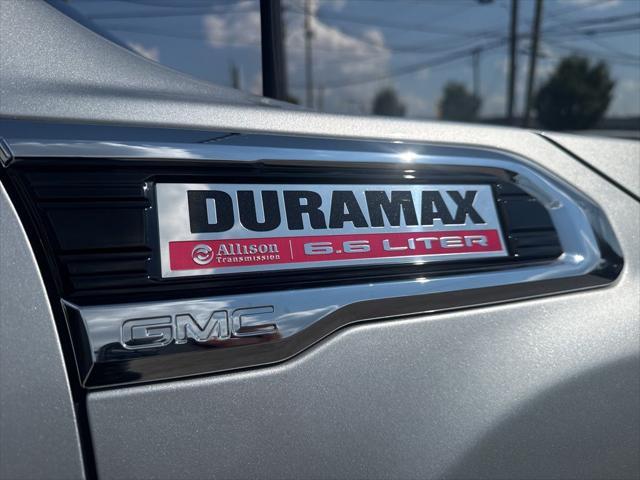 DURAMAX
Allison Transmission 6.6 LITER
GMC